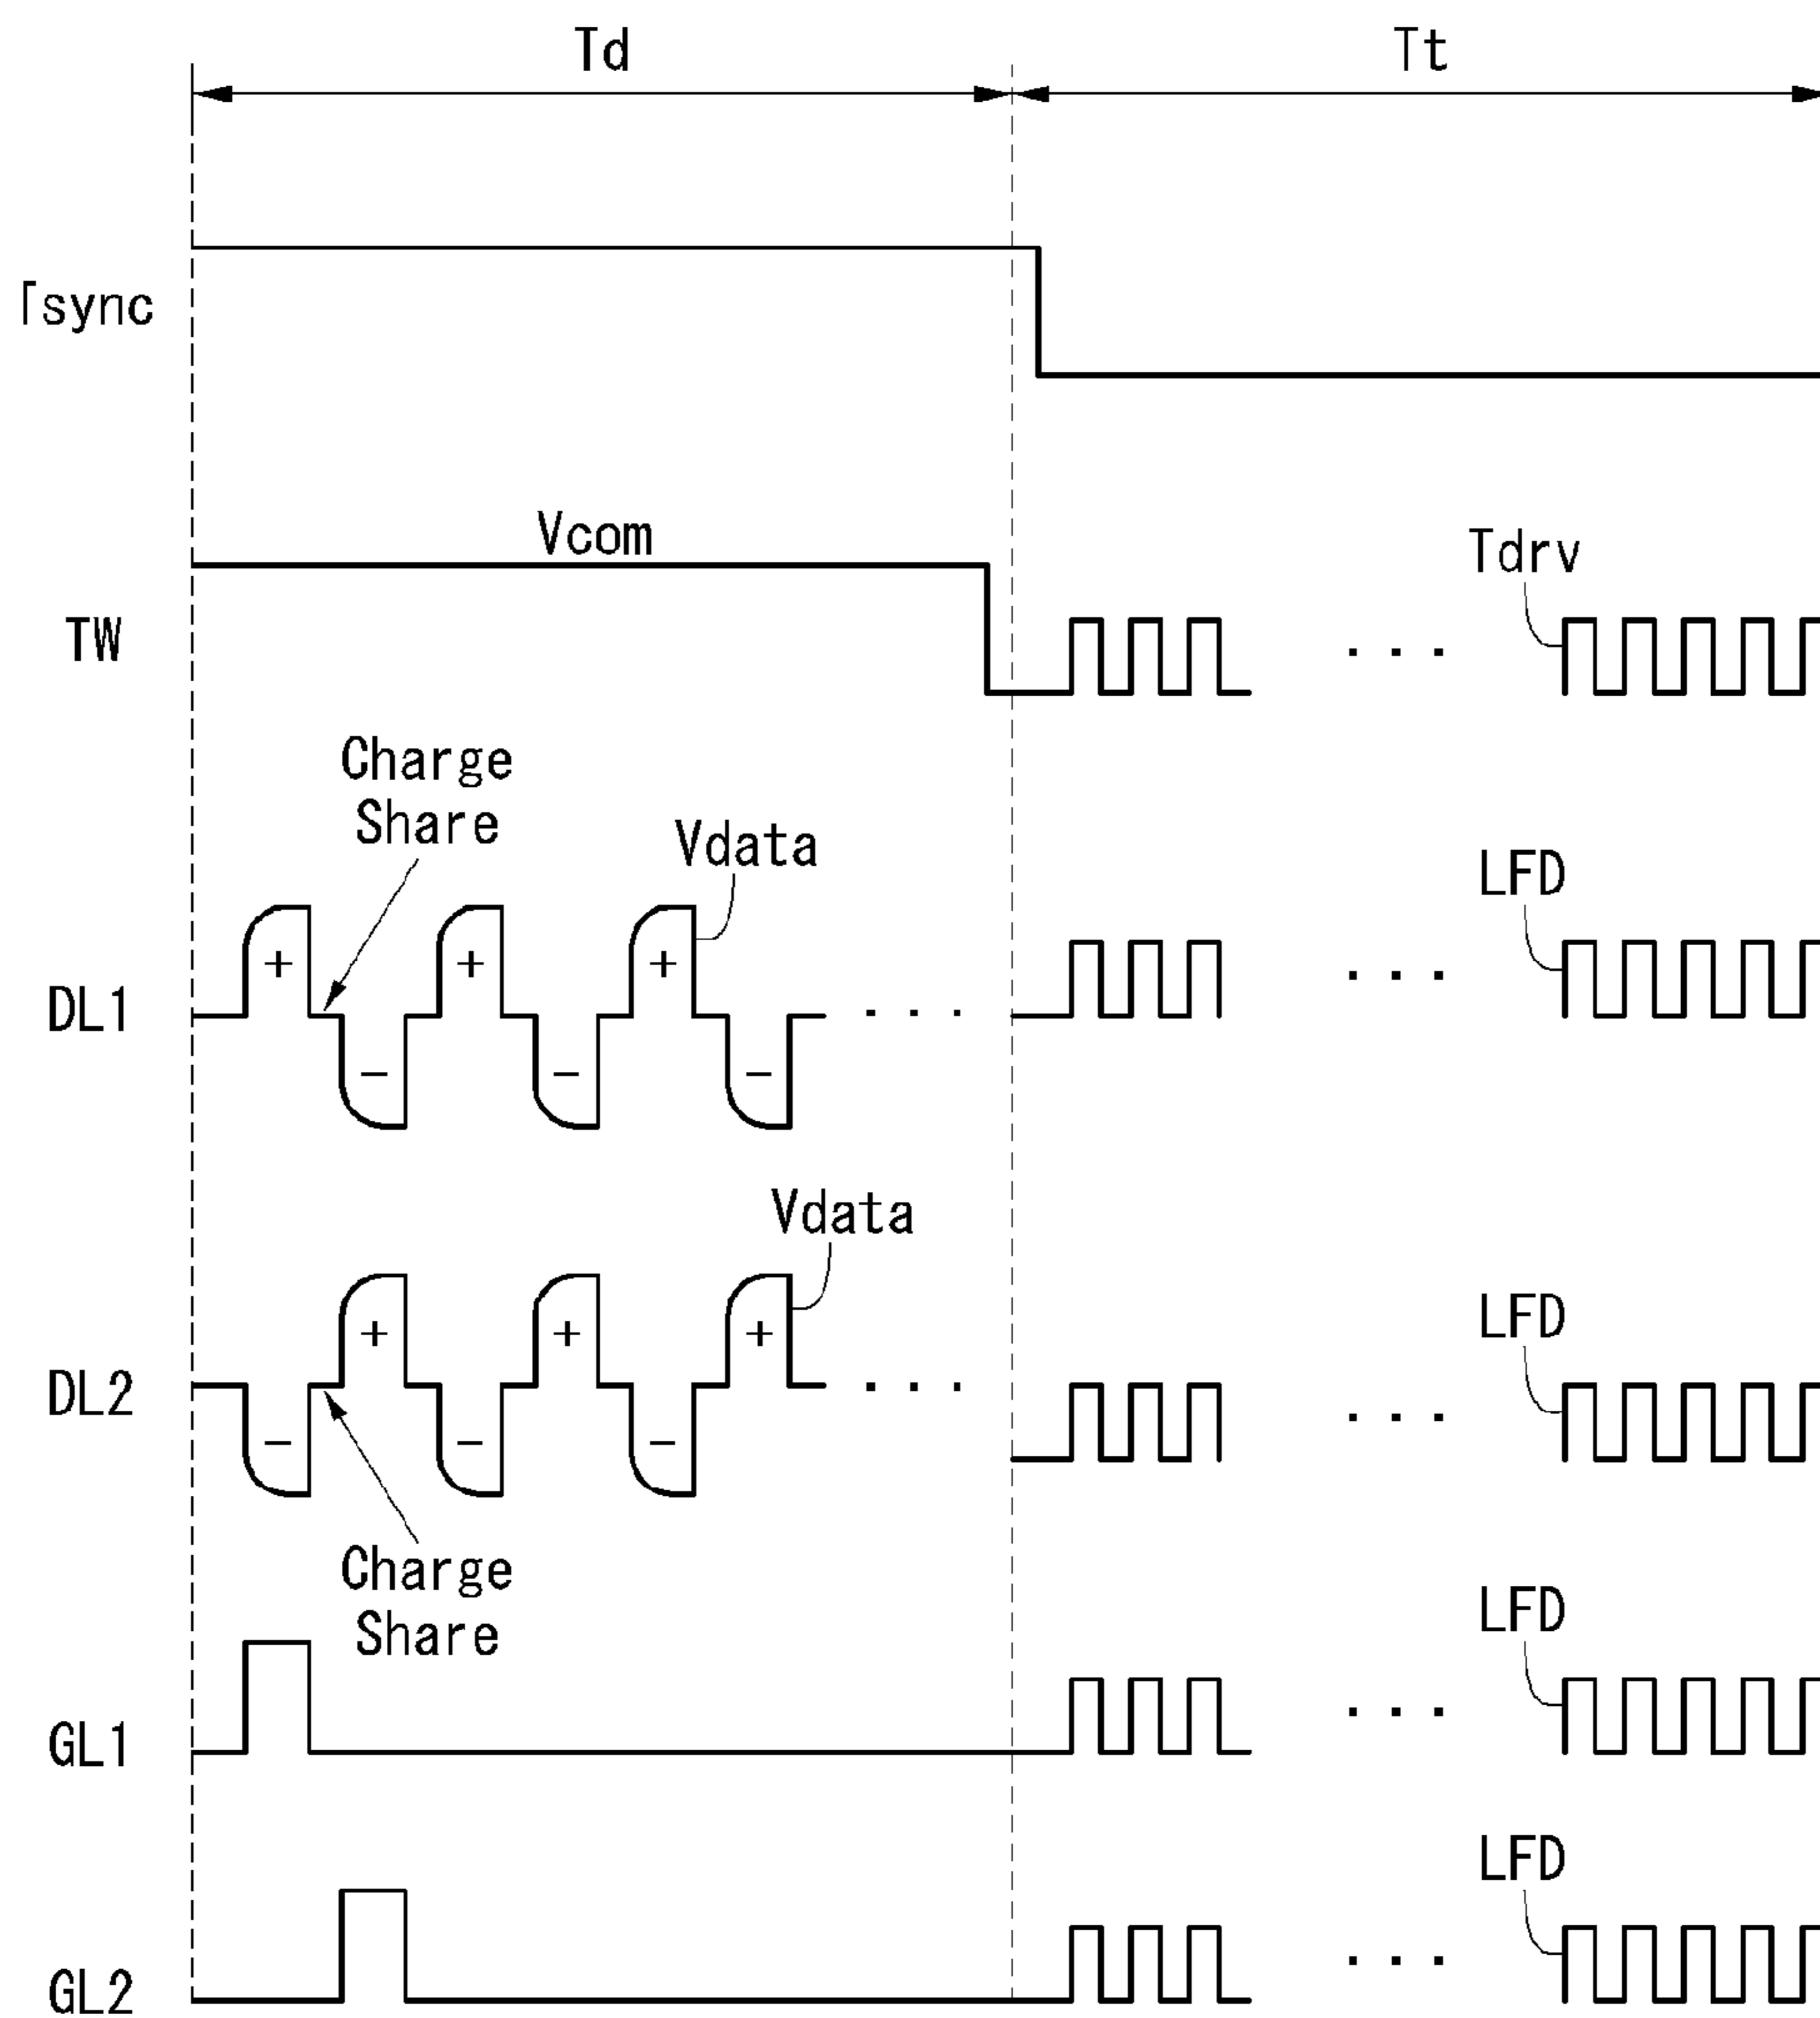 Td
Tt
Tsync
Vcom
Tdrv
TW
Charge
Share
Vdata
LFD
+ + +
DL1
- - -
Vdata
+ + +
LFD
DL2
- - -
Charge
Share
LFD
GL1
LFD
GL2